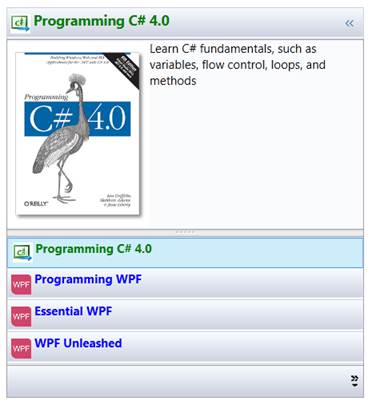 Programming C# 4.0
Learn C# fundamentals, such as
variables, flow control, loops, and
methods
Building Windows, Web, and RIA
Applications for the .NET 4.0 Framework
Programming
C# 4.0
O'REILLY
Ian Griffiths,
Matthew Adams
& Jesse Liberty
C#
Programming C# 4.0
WPF
Programming WPF
WPF
Essential WPF
WPF
WPF Unleashed